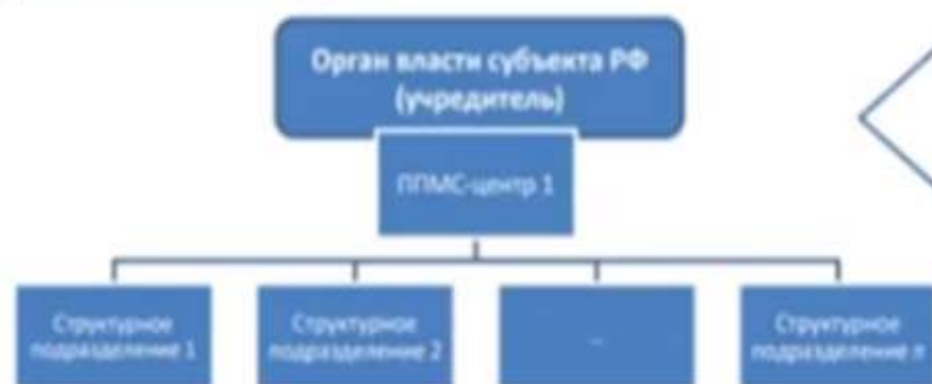 Орган власти субъекта РФ
(учредитель)
ППМС-центр 1
Структурное
подразделение 1
Структурное
подразделение 2
...
Структурное
подразделение n